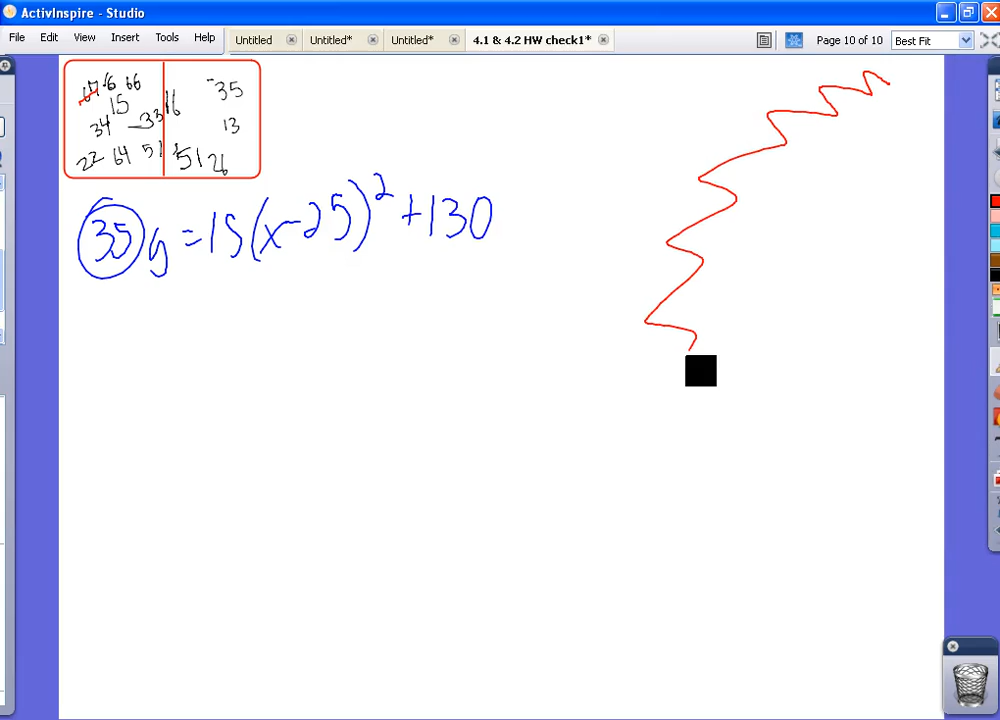 ActivInspire - Studio
File Edit View Insert Tools Help
Untitled Untitled* Untitled* 4.1 & 4.2 HW check1* Page 10 of 10 Best Fit
16 66 35
15 16
34 33 13
22 64 51 51 26
35 y = 15(x-25)² + 130